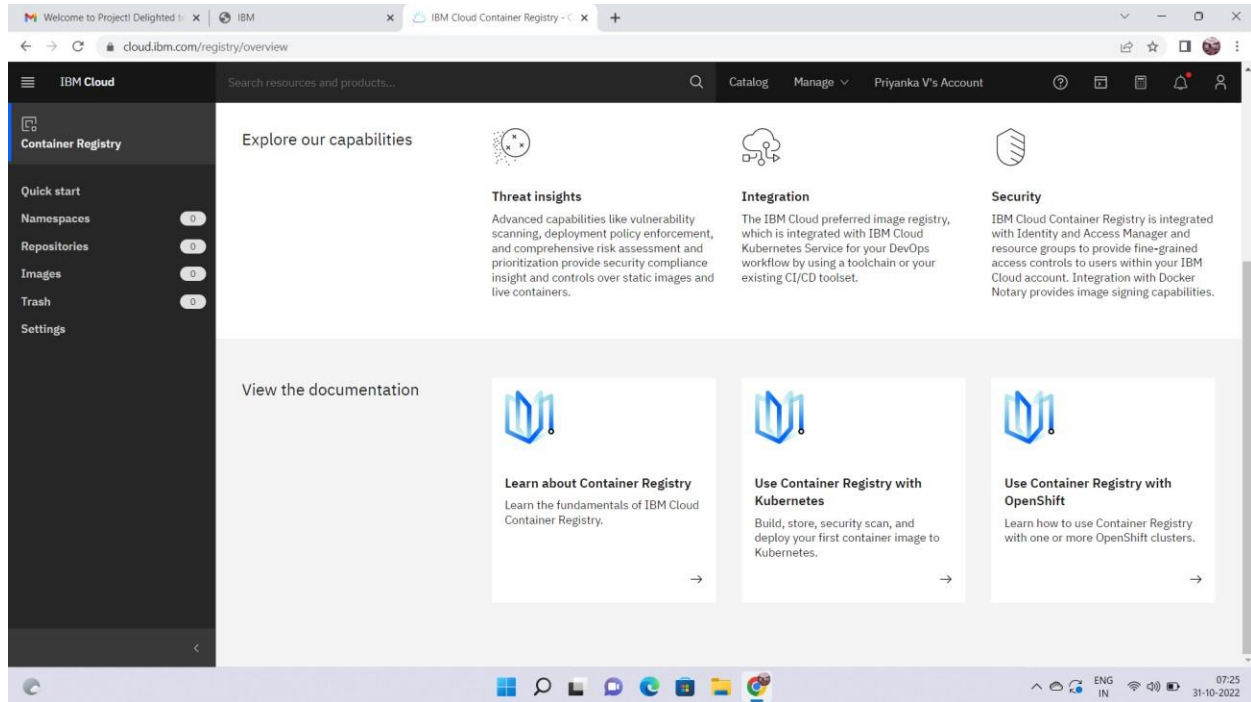 Welcome to Project! Delighted t
IBM
IBM Cloud Container Registry - C
cloud.ibm.com/registry/overview
IBM Cloud
Search resources and products...
Catalog
Manage
Priyanka V's Account
Container Registry
Quick start
Namespaces 0
Repositories 0
Images 0
Trash 0
Settings
Explore our capabilities
Threat insights
Advanced capabilities like vulnerability
scanning, deployment policy enforcement,
and comprehensive risk assessment and
prioritization provide security compliance
insight and controls over static images and
live containers.
Integration
The IBM Cloud preferred image registry,
which is integrated with IBM Cloud
Kubernetes Service for your DevOps
workflow by using a toolchain or your
existing CI/CD toolset.
Security
IBM Cloud Container Registry is integrated
with Identity and Access Manager and
resource groups to provide fine-grained
access controls to users within your IBM
Cloud account. Integration with Docker
Notary provides image signing capabilities.
View the documentation
Learn about Container Registry
Learn the fundamentals of IBM Cloud
Container Registry.
Use Container Registry with
Kubernetes
Build, store, security scan, and
deploy your first container image to
Kubernetes.
Use Container Registry with
OpenShift
Learn how to use Container Registry
with one or more OpenShift clusters.
ENG
IN
07:25
31-10-2022